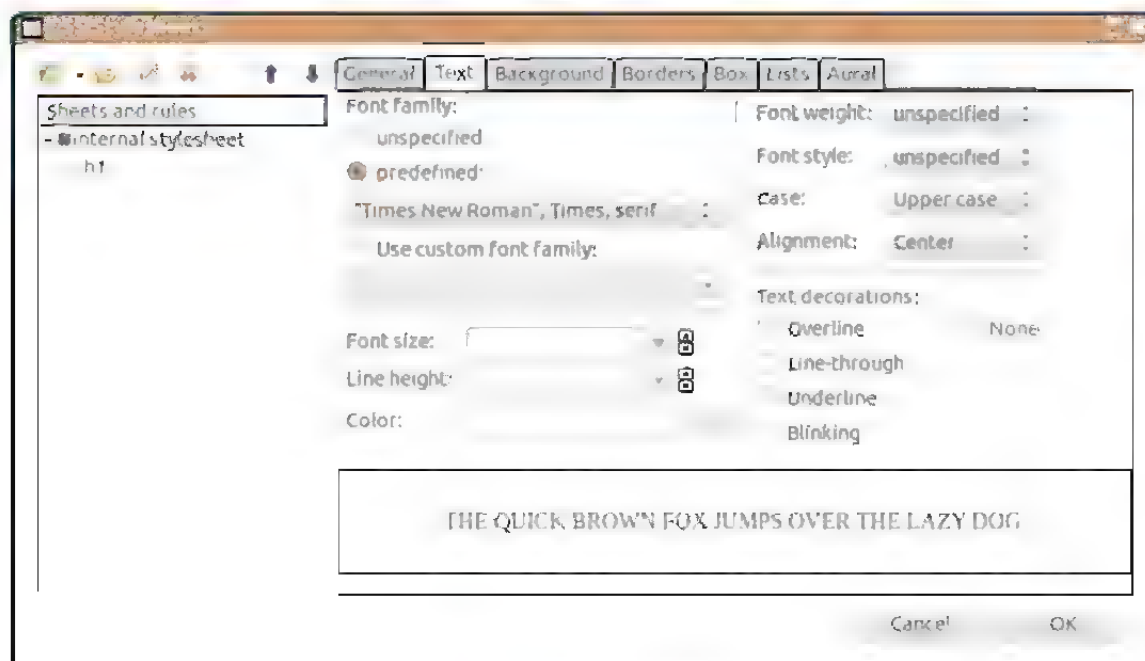 General Text Background Borders Box Lists Aural
Sheets and rules
- internal stylesheet
h1
Font family:
unspecified
predefined:
"Times New Roman", Times, serif
Use custom font family:
Font size:
Line height:
Color:
Font weight: unspecified
Font style: unspecified
Case: Upper case
Alignment: Center
Text decorations:
Overline None
Line-through
Underline
Blinking
THE QUICK BROWN FOX JUMPS OVER THE LAZY DOG
Cancel OK